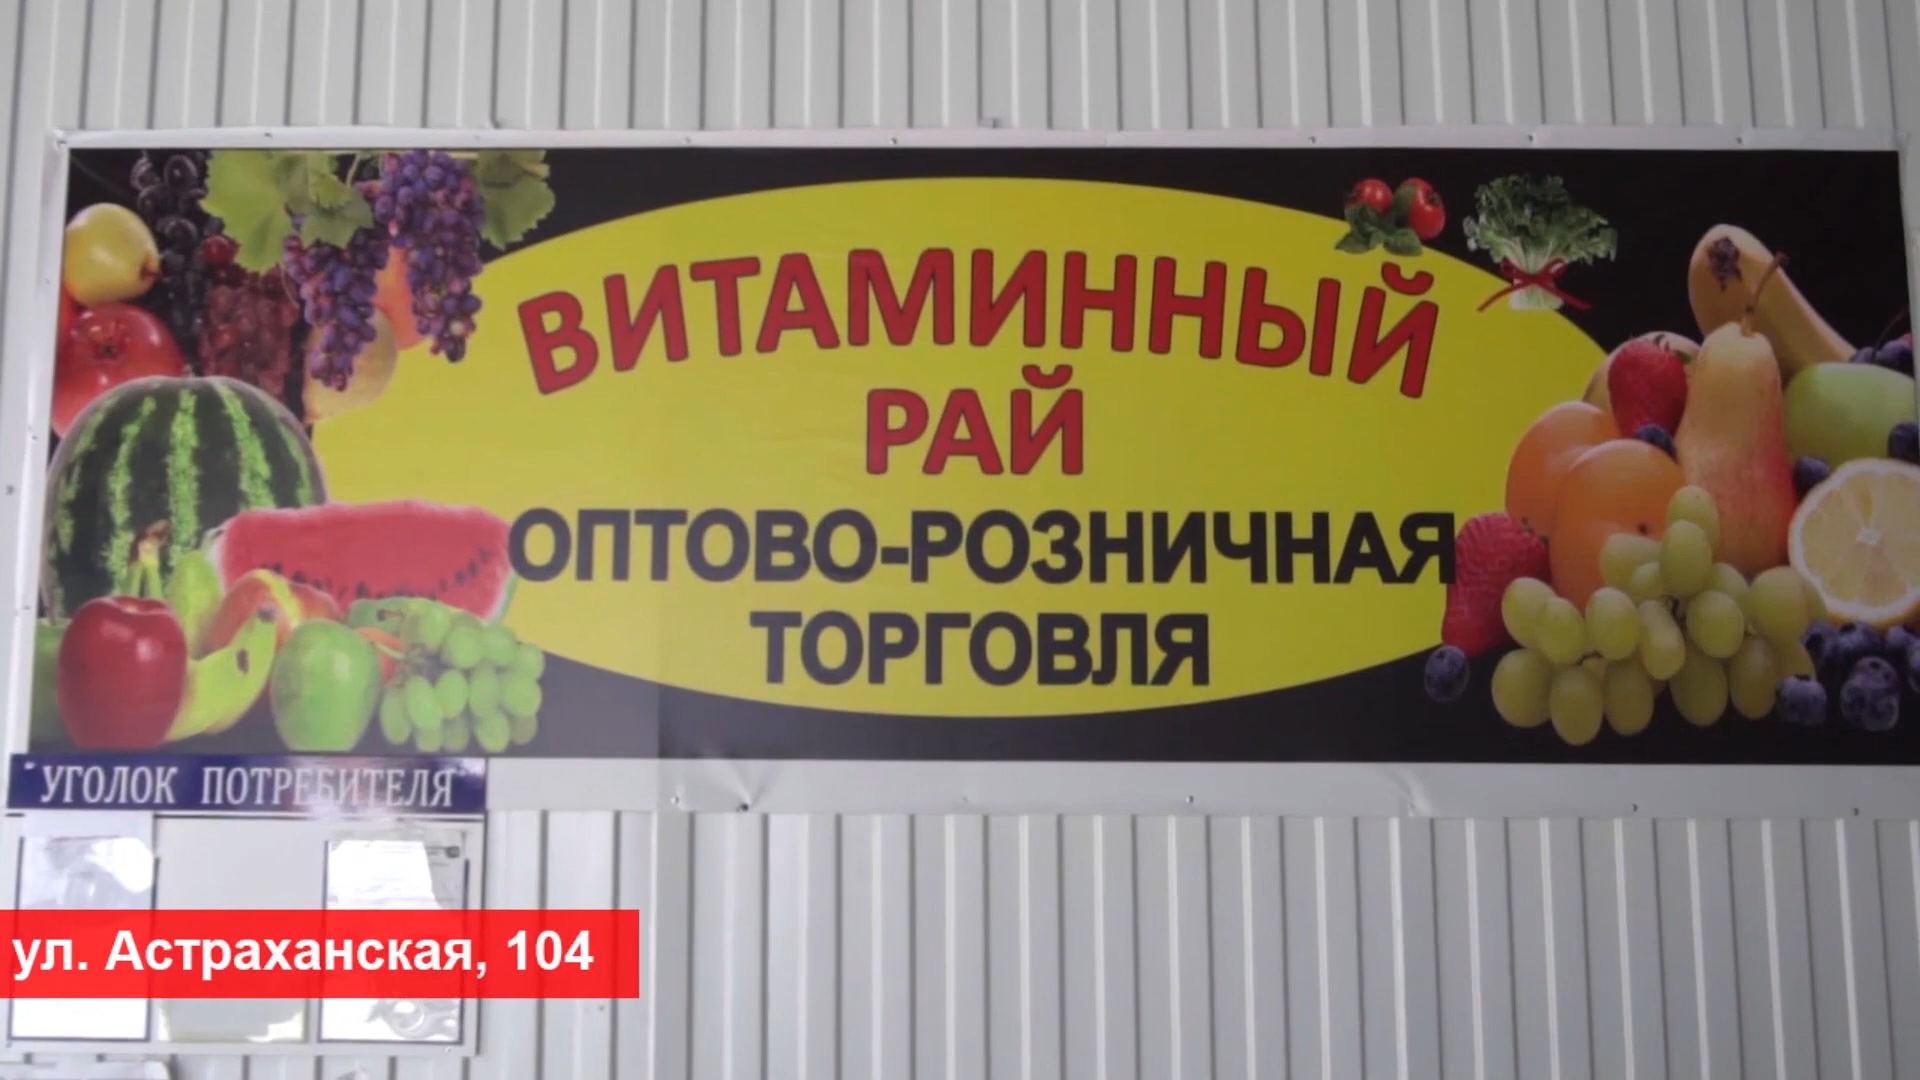 ВИТАМИННЫЙ
РАЙ
ОПТОВО-РОЗНИЧНАЯ
ТОРГОВЛЯ
"УГОЛОК ПОТРЕБИТЕЛЯ"
ул. Астраханская, 104